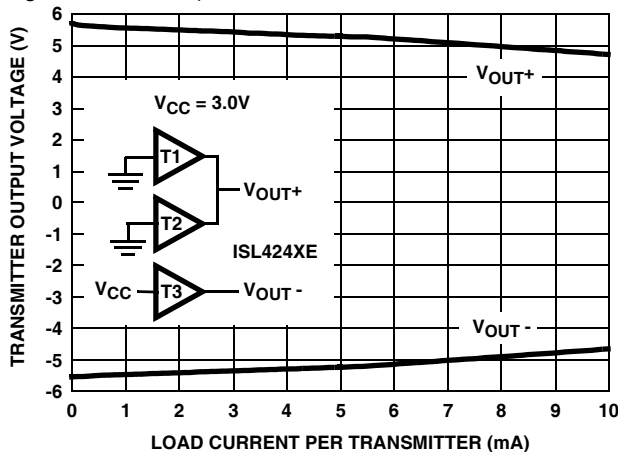 TRANSMITTER OUTPUT VOLTAGE (V)
6
5
4
3
2
1
0
-1
-2
-3
-4
-5
-6
VOUT+
VCC = 3.0V
T1
VOUT+
T2
ISL424XE
VCC T3 VOUT -
VOUT -
0 1 2 3 4 5 6 7 8 9 10
LOAD CURRENT PER TRANSMITTER (mA)